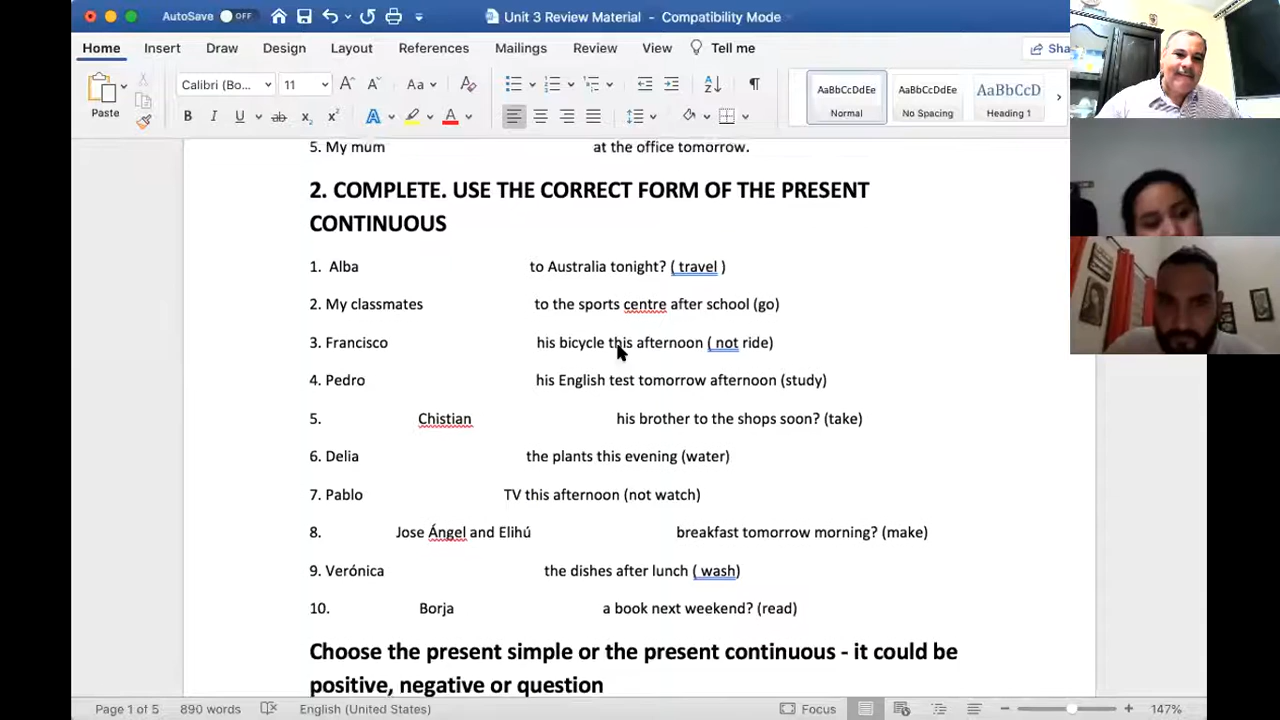 AutoSave OFF Unit 3 Review Material - Compatibility Mode
Home Insert Draw Design Layout References Mailings Review View Tell me
Paste Calibri (Bo... 11 AaBbCcDdEe AaBbCcDdEe AaBbCcD
Normal No Spacing Heading 1
5. My mum at the office tomorrow.
2. COMPLETE. USE THE CORRECT FORM OF THE PRESENT
CONTINUOUS
1. Alba to Australia tonight? ( travel )
2. My classmates to the sports centre after school (go)
3. Francisco his bicycle this afternoon ( not ride)
4. Pedro his English test tomorrow afternoon (study)
5. Chistian his brother to the shops soon? (take)
6. Delia the plants this evening (water)
7. Pablo TV this afternoon (not watch)
8. Jose Ángel and Elihú breakfast tomorrow morning? (make)
9. Verónica the dishes after lunch ( wash)
10. Borja a book next weekend? (read)
Choose the present simple or the present continuous - it could be
positive, negative or question
Page 1 of 5 890 words English (United States) Focus 147%